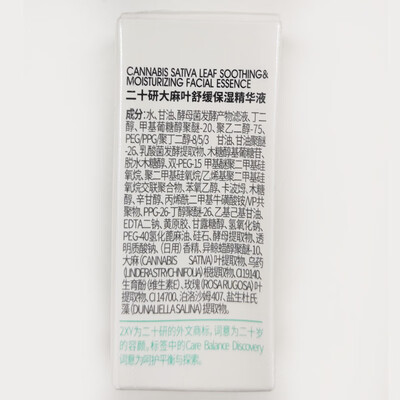 CANNABIS SATIVA LEAF SOOTHING &
MOISTURIZING FACIAL ESSENCE
二十研大麻叶舒缓保湿精华液
成分:水、甘油、酵母菌发酵产物滤液、丁二
醇、甲基葡糖醇聚醚-20、聚乙二醇-75、
PEG/PPG/聚丁二醇-8/5/3 甘油、甘油聚醚
-26、乳酸菌发酵提取物、木糖醇基葡糖苷、
脱水木糖醇、双-PEG-15 甲基醚聚二甲基硅
氧烷、聚二甲基硅氧烷/乙烯基聚二甲基硅
氧烷交联聚合物、苯氧乙醇、卡波姆、木糖
醇、辛甘醇、丙烯酰二甲基牛磺酸铵/VP共
聚物、PPG-26-丁醇聚醚-26、乙基己基甘油、
EDTA二钠、黄原胶、甘露糖醇、氢氧化钠、
PEG-40氢化蓖麻油、硅石、酵母提取物、透
明质酸钠、(日用)香精、异鲸蜡醇聚醚-10、
大麻(CANNABIS SATIVA)叶提取物、乌药
(LINDERASTRYCHNIFOLIA)根提取物、CI 19140、
生育酚(维生素E)、玫瑰(ROSA RUGOSA)叶
提取物、CI 14700、泊洛沙姆407、盐生杜氏
藻(DUNALIELLA SALINA)提取物。
2XY为二十研的外文商标,词意为二十岁
的容颜。标签中的Care Balance Discovery
词意为呵护平衡与探索。